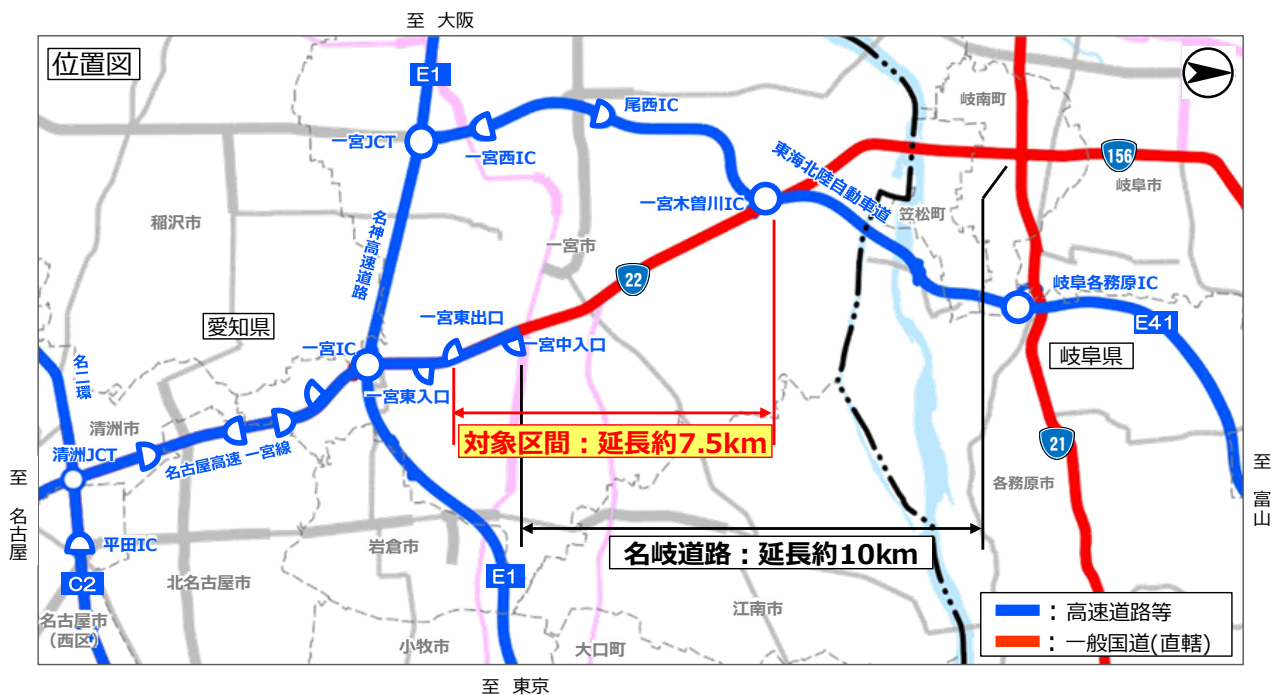 至 大阪
位置図
E1
尾西IC
岐南町
一宮JCT
一宮西IC
東海北陸自動車道
156
岐阜市
一宮木曽川IC
笠松町
稲沢市
名神高速道路
一宮市
22
岐阜各務原IC
E41
愛知県
一宮東出口
一宮IC
一宮中入口
岐阜県
名二環
一宮東入口
清洲市
対象区間：延長約7.5km
21
清洲JCT
名古屋高速 一宮線
各務原市
至 名古屋
至 富山
平田IC
岩倉市
名岐道路：延長約10km
C2
北名古屋市
E1
名古屋市
（西区）
江南市
小牧市
大口町
：高速道路等
：一般国道(直轄)
至 東京